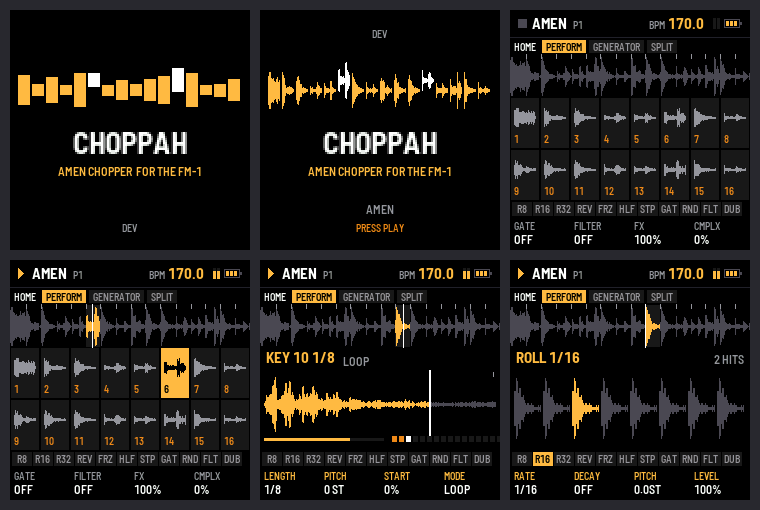 CHOPPAH
AMEN CHOPPER FOR THE FM-1
DEV
DEV
CHOPPAH
AMEN CHOPPER FOR THE FM-1
AMEN
PRESS PLAY
AMEN P1 BPM 170.0
HOME PERFORM GENERATOR SPLIT
1 2 3 4 5 6 7 8
9 10 11 12 13 14 15 16
R8 R16 R32 REV FRZ HLF STP GAT RND FLT DUB
GATE FILTER FX CMPLX
OFF OFF 100% 0%
AMEN P1 BPM 170.0
HOME PERFORM GENERATOR SPLIT
1 2 3 4 5 6 7 8
9 10 11 12 13 14 15 16
R8 R16 R32 REV FRZ HLF STP GAT RND FLT DUB
GATE FILTER FX CMPLX
OFF OFF 100% 0%
AMEN P1 BPM 170.0
HOME PERFORM GENERATOR SPLIT
KEY 10 1/8 LOOP
R8 R16 R32 REV FRZ HLF STP GAT RND FLT DUB
LENGTH PITCH START MODE
1/8 0 ST 0% LOOP
AMEN P1 BPM 170.0
HOME PERFORM GENERATOR SPLIT
ROLL 1/16 2 HITS
R8 R16 R32 REV FRZ HLF STP GAT RND FLT DUB
RATE DECAY PITCH LEVEL
1/16 OFF 0.0ST 100%